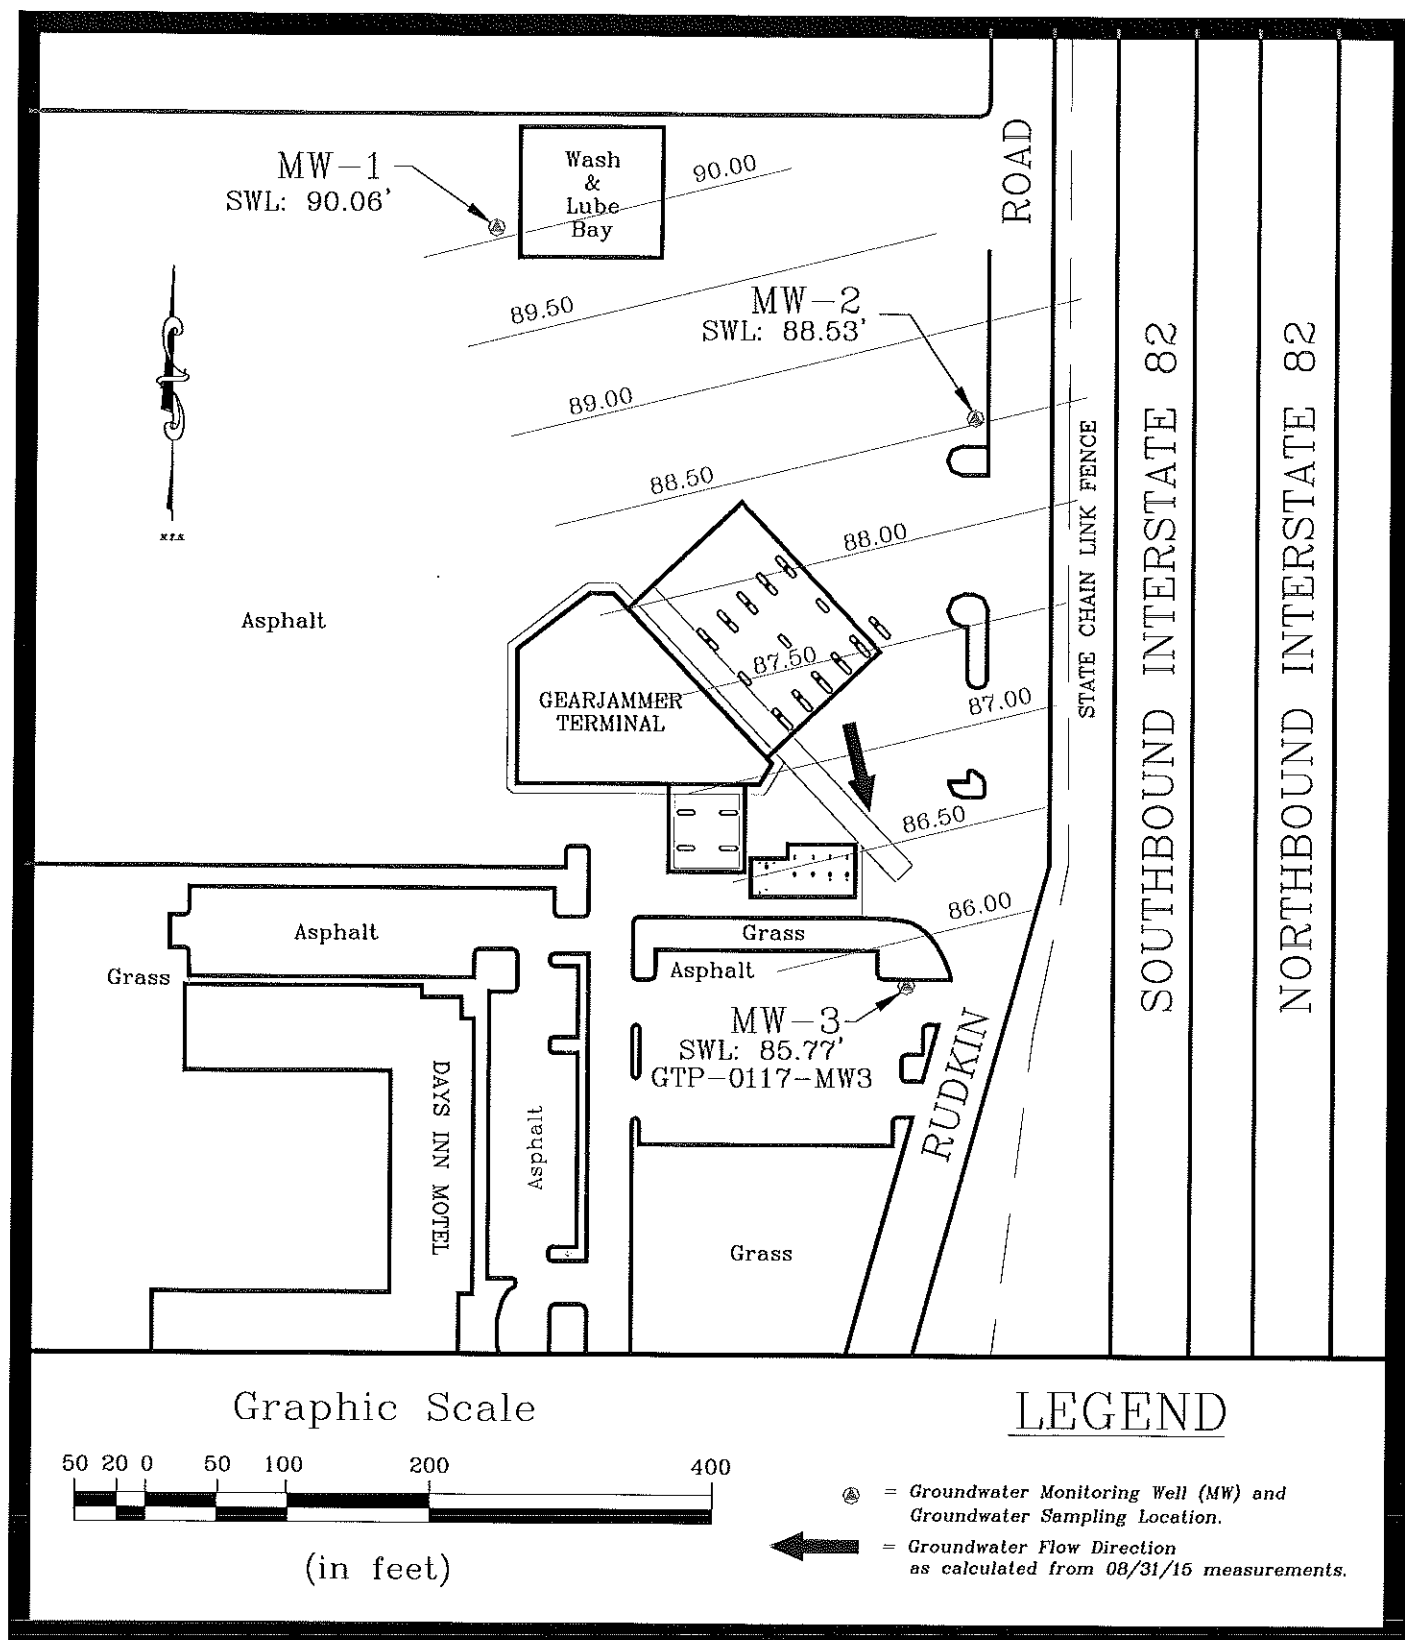 MW-1
SWL: 90.06'
Wash
&
Lube
Bay
90.00
ROAD
89.50
MW-2
SWL: 88.53'
89.00
88.50
88.00
N.T.S.
Asphalt
87.50
GEARJAMMER
TERMINAL
87.00
86.50
86.00
STATE CHAIN LINK FENCE
SOUTHBOUND INTERSTATE 82
NORTHBOUND INTERSTATE 82
Asphalt
Grass
Grass
Asphalt
MW-3
SWL: 85.77'
GTP-0117-MW3
RUDKIN
DAYS INN MOTEL
Asphalt
Grass
Graphic Scale
50 20 0 50 100 200 400
(in feet)
LEGEND
= Groundwater Monitoring Well (MW) and
Groundwater Sampling Location.
= Groundwater Flow Direction
as calculated from 08/31/15 measurements.